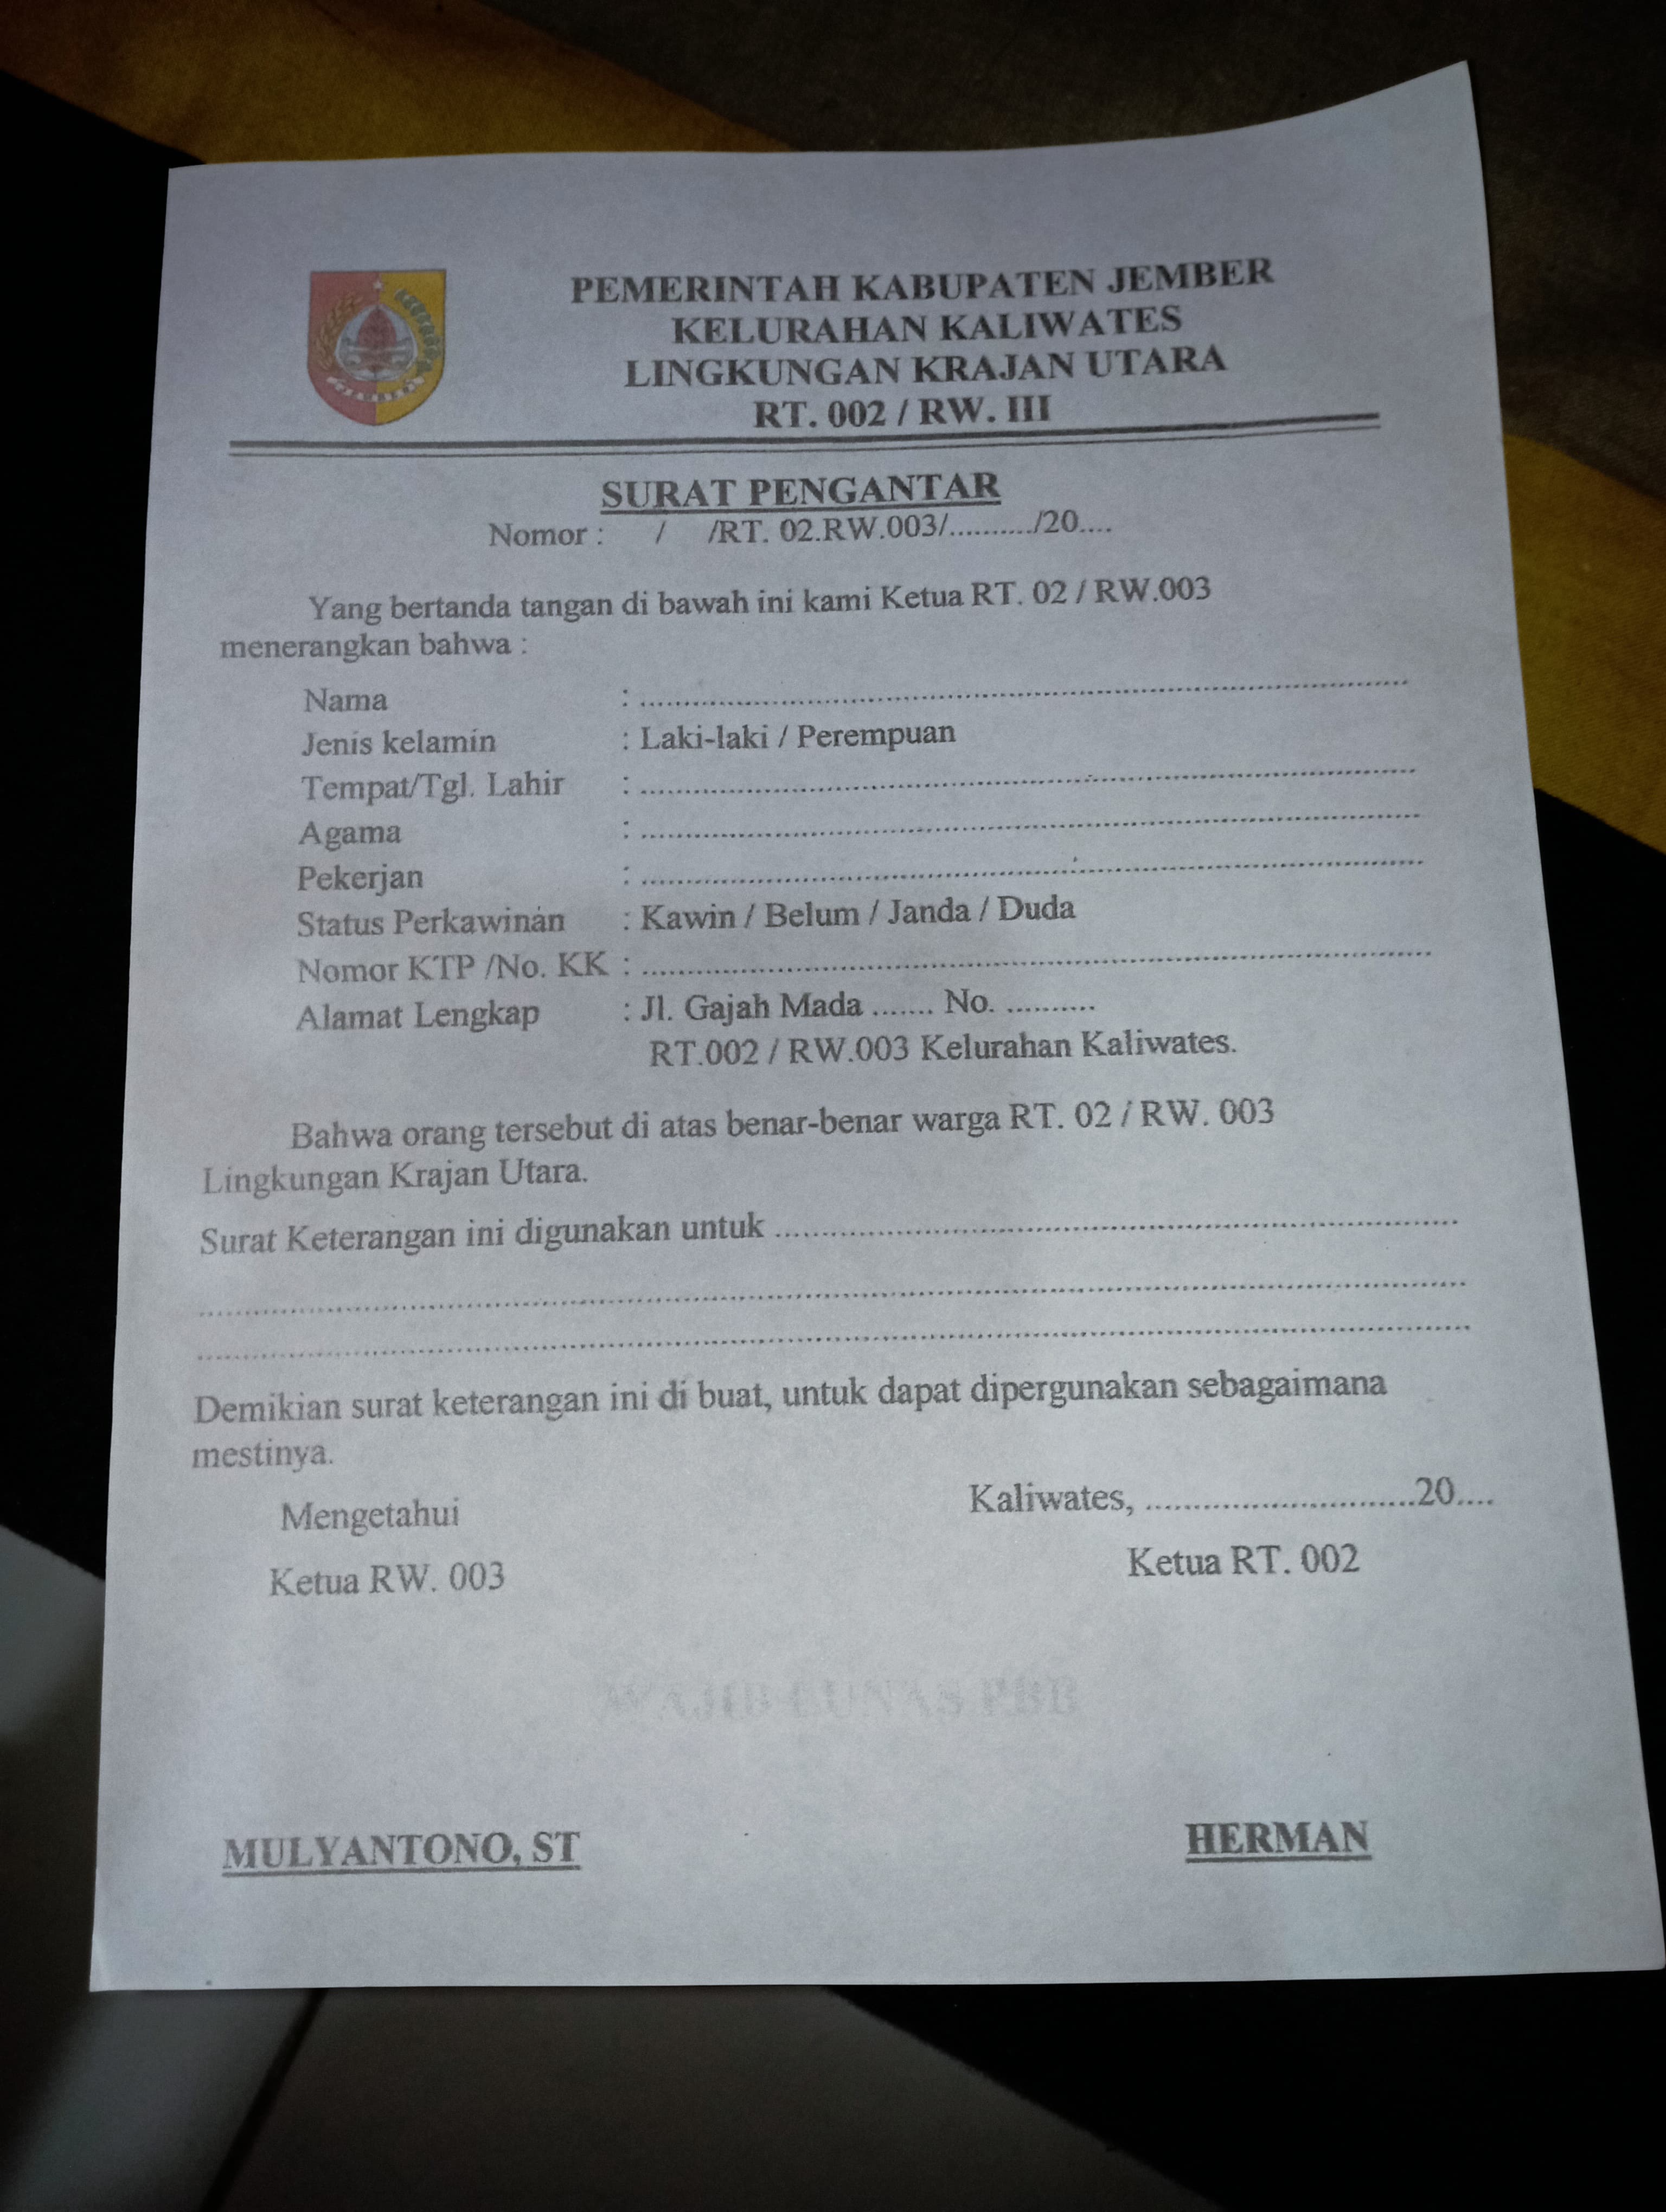 PEMERINTAH KABUPATEN JEMBER
KELURAHAN KALIWATES
LINGKUNGAN KRAJAN UTARA
RT. 002 / RW. III
JEMBER
SURAT PENGANTAR
Nomor :     /     /RT. 02.RW.003/........../20....
Yang bertanda tangan di bawah ini kami Ketua RT. 02 / RW.003
menerangkan bahwa :
Nama : ..........................................................................
Jenis kelamin : Laki-laki / Perempuan
Tempat/Tgl. Lahir : ..........................................................................
Agama : ..........................................................................
Pekerjan : ..........................................................................
Status Perkawinan : Kawin / Belum / Janda / Duda
Nomor KTP /No. KK : ..........................................................................
Alamat Lengkap : Jl. Gajah Mada ....... No. ..........
RT.002 / RW.003 Kelurahan Kaliwates.
Bahwa orang tersebut di atas benar-benar warga RT. 02 / RW. 003
Lingkungan Krajan Utara.
Surat Keterangan ini digunakan untuk ..................................................................
..........................................................................................................................
..........................................................................................................................
Demikian surat keterangan ini di buat, untuk dapat dipergunakan sebagaimana
mestinya.
Mengetahui
Kaliwates, .............................20....
Ketua RW. 003
Ketua RT. 002
WAJIB LUNAS PBB
MULYANTONO, ST
HERMAN